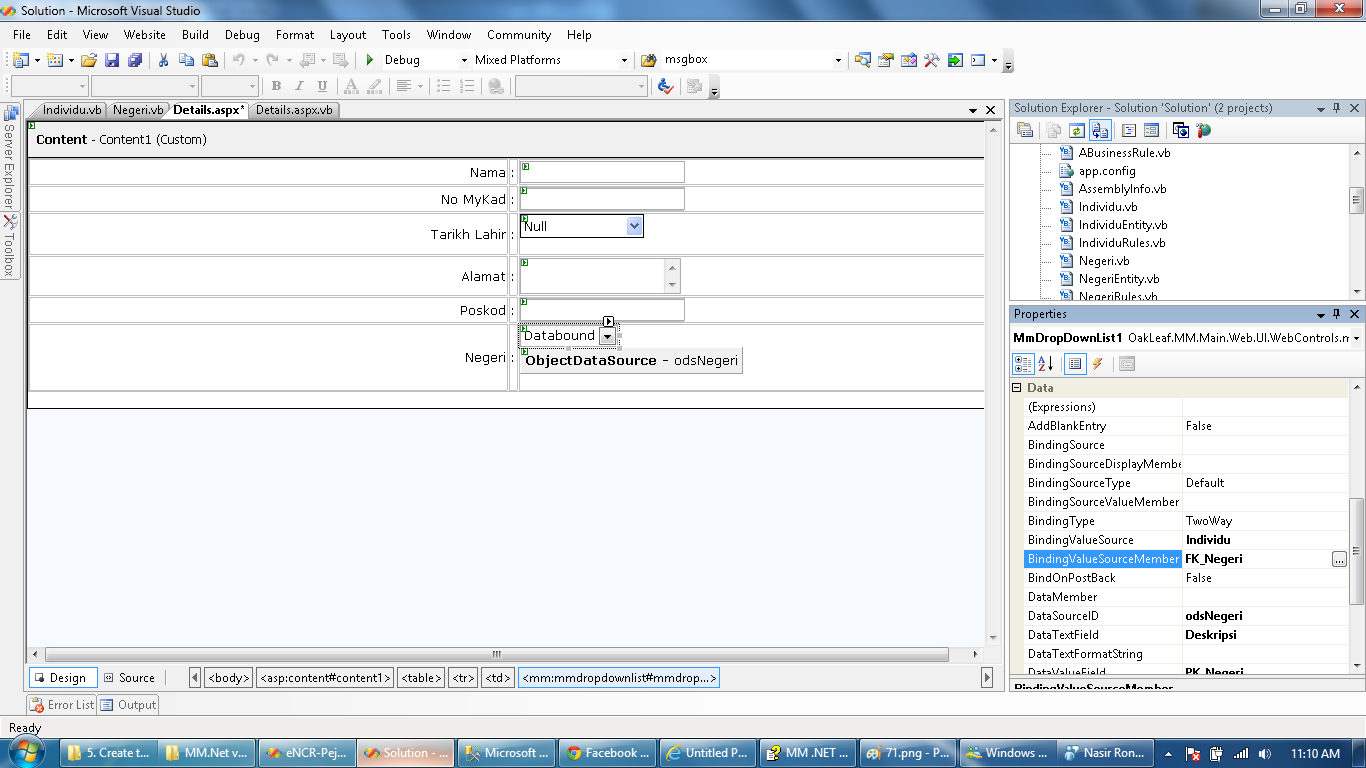 Solution - Microsoft Visual Studio
File Edit View Website Build Debug Format Layout Tools Window Community Help
Debug Mixed Platforms msgbox
B I U A
Individu.vb Negeri.vb Details.aspx* Details.aspx.vb
Server Explorer
Toolbox
Content - Content1 (Custom)
Nama :
No MyKad :
Tarikh Lahir : Null
Alamat :
Poskod :
Databound
Negeri : ObjectDataSource - odsNegeri
Design Source <body> <asp:content#content1> <table> <tr> <td> <mm:mmdropdownlist#mmdrop...>
Error List Output
Ready
Solution Explorer - Solution 'Solution' (2 projects)
ABusinessRule.vb
app.config
AssemblyInfo.vb
Individu.vb
IndividuEntity.vb
IndividuRules.vb
Negeri.vb
NegeriEntity.vb
NegeriRules.vb
Properties
MmDropDownList1 OakLeaf.MM.Main.Web.UI.WebControls.m
Data
(Expressions)
AddBlankEntry False
BindingSource
BindingSourceDisplayMembe
BindingSourceType Default
BindingSourceValueMember
BindingType TwoWay
BindingValueSource Individu
BindingValueSourceMember FK_Negeri ...
BindOnPostBack False
DataMember
DataSourceID odsNegeri
DataTextField Deskripsi
DataTextFormatString
DataValueField PK_Negeri
BindingValueSourceMember
5. Create t... MM.Net v... eNCR-Pej... Solution - ... Microsoft ... Facebook ... Untitled P... MM .NET ... 71.png - P... Windows ... Nasir Ron... 11:10 AM